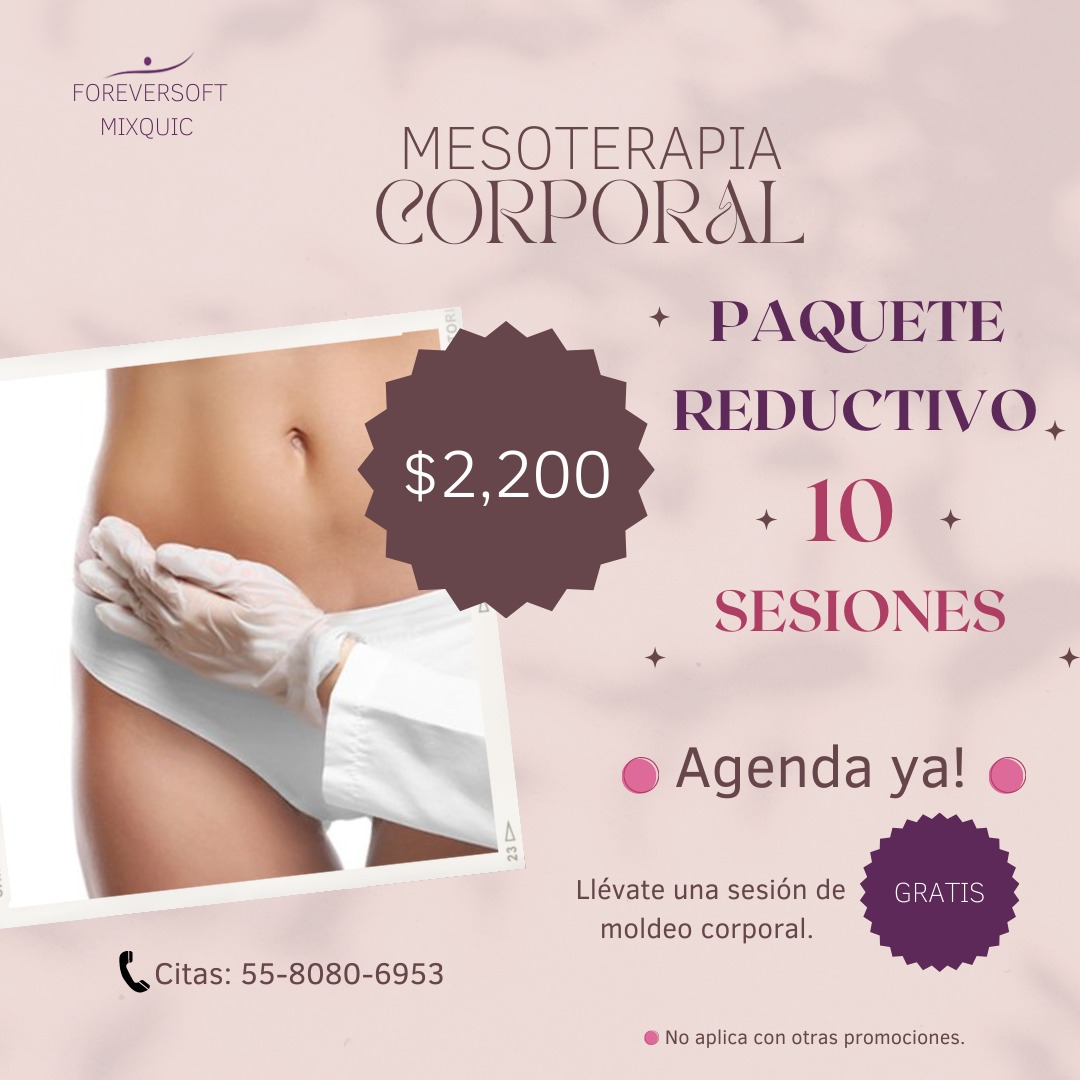 FOREVERSOFT
MIXQUIC
MESOTERAPIA
CORPORAL
PAQUETE
REDUCTIVO
10
SESIONES
$2,200
Agenda ya!
Llévate una sesión de
moldeo corporal.
GRATIS
Citas: 55-8080-6953
No aplica con otras promociones.
23